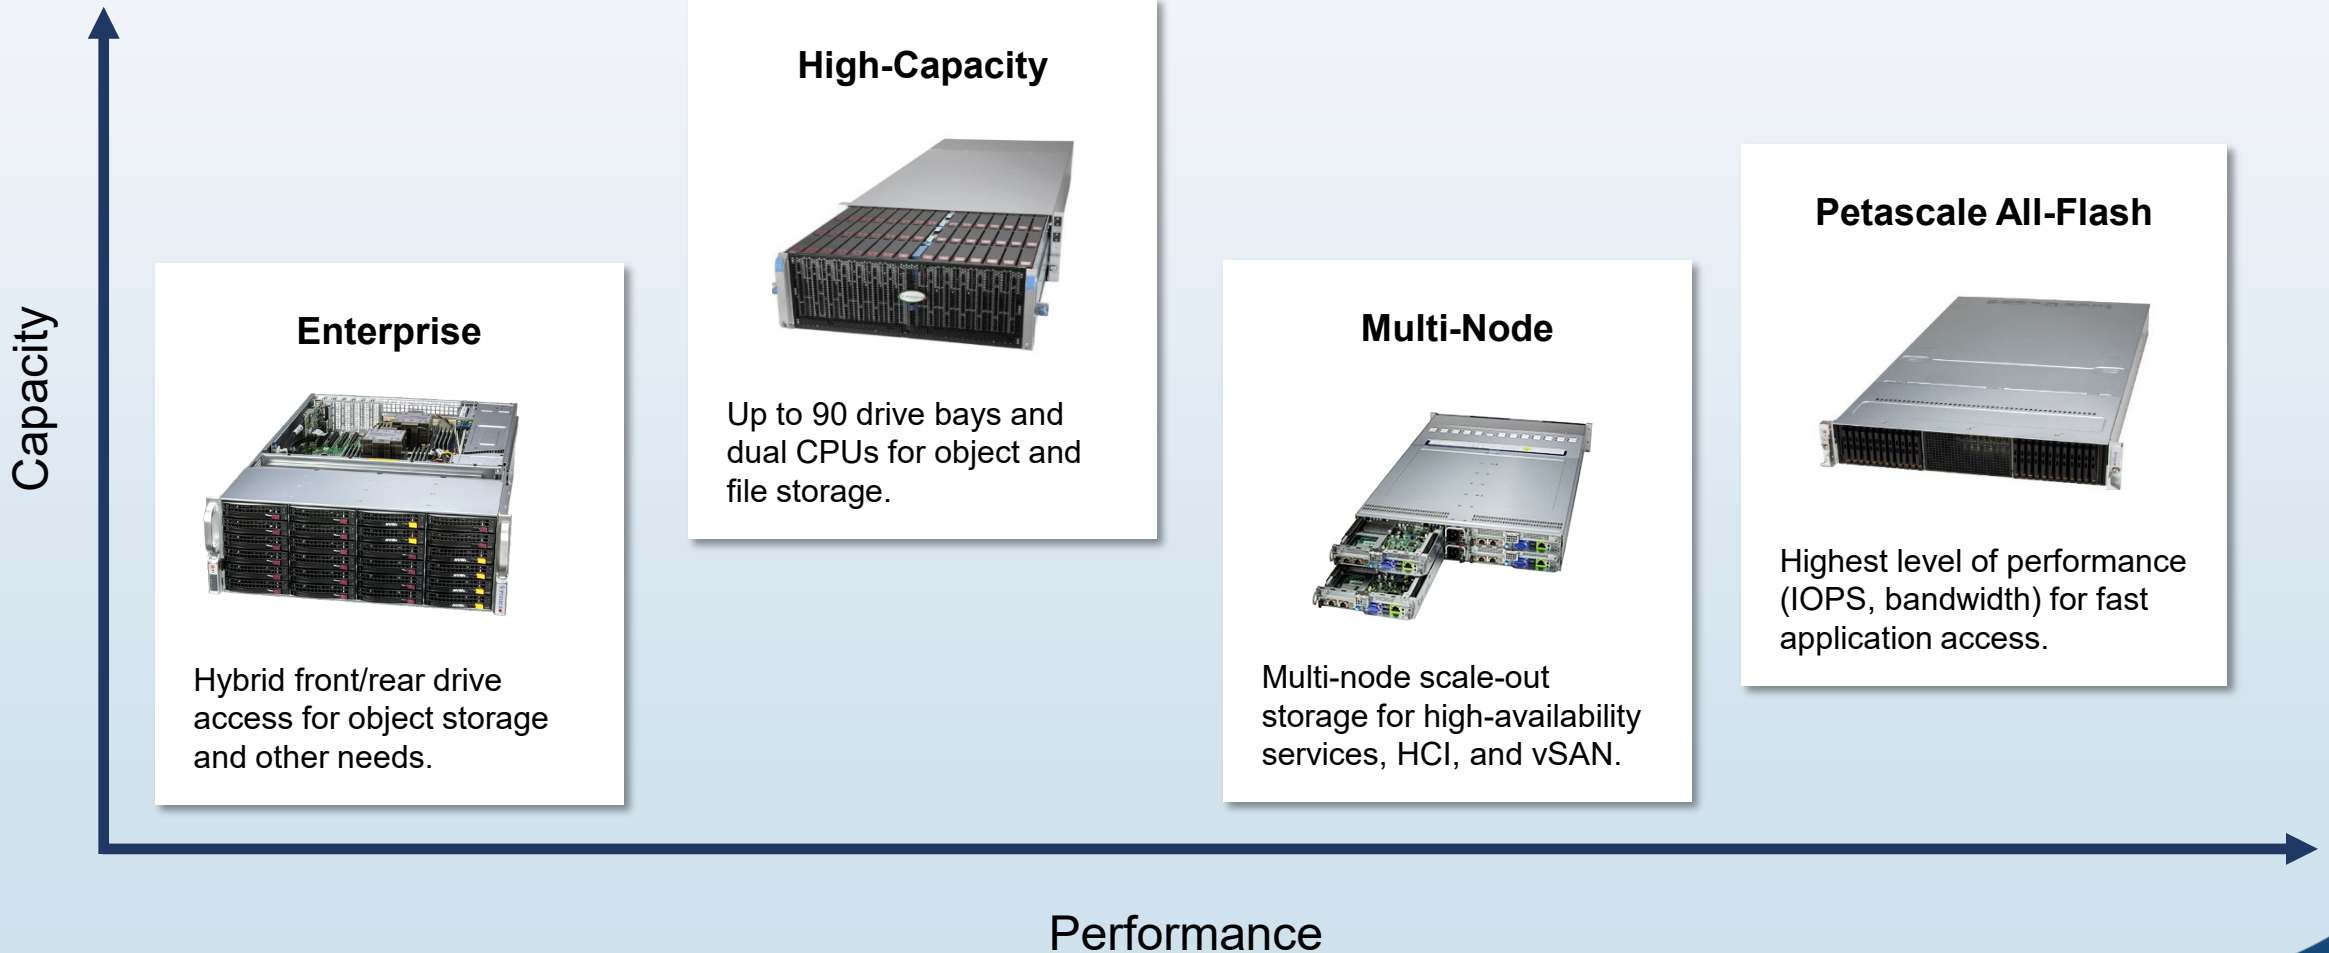 High-Capacity
Petascale All-Flash
Enterprise
Multi-Node
Capacity
Up to 90 drive bays and
dual CPUs for object and
file storage.
Highest level of performance
(IOPS, bandwidth) for fast
application access.
Hybrid front/rear drive
access for object storage
and other needs.
Multi-node scale-out
storage for high-availability
services, HCI, and vSAN.
Performance